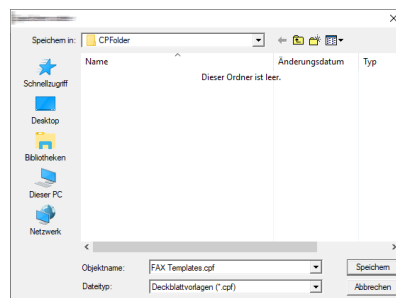 Speichern in: CPFolder
Name Änderungsdatum Typ
Dieser Ordner ist leer.
Schnellzugriff
Desktop
Bibliotheken
Dieser PC
Netzwerk
Objektname: FAX Templates.cpf Speichern
Dateityp: Deckblattvorlagen (*.cpf) Abbrechen